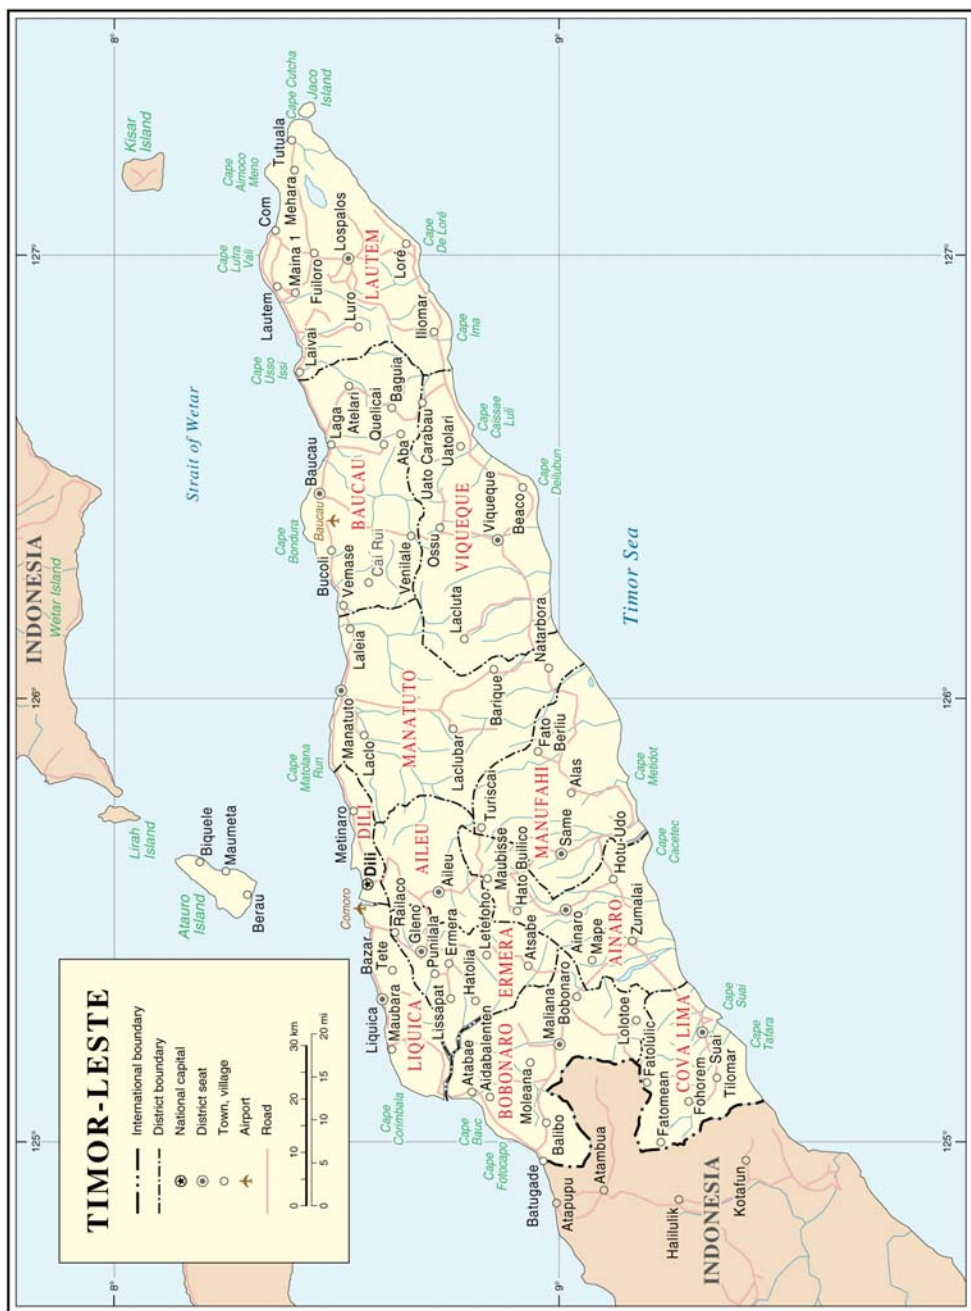 TIMOR-LESTE
International boundary
District boundary
National capital
District seat
Town, village
Airport
Road
0 10 20 30 km
0 5 10 15 20 mi
125°
126°
127°
125°
126°
127°
8°
9°
8°
9°
INDONESIA
Wetar Island
Lirah
Island
Kisar
Island
Strait of Wetar
Atauro
Island
Biquele
Maumeta
Berau
Timor Sea
Cape
Fotocapo
Cape
Bauc
Cape
Corimbala
Cape
Matolana
Run
Cape
Bondura
Cape
Usso
Issi
Cape
Lutra
Vali
Cape
Aimoco
Meno
Cape Cutcha
Jaco
Island
Cape
De Loré
Cape
Ima
Cape
Caissae
Luli
Cape
Deilubun
Cape
Metidot
Cape
Cacetec
Cape
Suai
Cape
Tafara
LIQUICA
Liquica
Maubara
Bazar
Tete
DILI
Dili
Comoro
Metinaro
AILEU
Aileu
Railaco
Gleno
Punilala
Ermera
Lissapat
Hatolia
Letefoho
Atsabe
ERMERA
Maubisse
Hato Builico
Turiscai
MANATUTO
Manatuto
Laclo
Laleia
Laclubar
Barique
Natarbora
BAUCAU
Baucau
Baucau
Bucoli
Vemase
Cai Rui
Venilale
Laga
Atelari
Quelicai
Baguia
Aba
LAUTEM
Laivai
Lautem
Maina 1
Com
Mehara
Tutuala
Fuiloro
Lospalos
Luro
Loré
Iliomar
VIQUEQUE
Uato Carabau
Uatolari
Ossu
Viqueque
Beaco
Lacluta
MANUFAHI
Fato
Berliu
Alas
Same
AINARO
Ainaro
Mape
Hotu-Udo
Zumalai
BOBONARO
Atabae
Aidabalenten
Moleana
Maliana
Bobonaro
Lolotoe
Balibo
Batugade
COVA LIMA
Fatolúlic
Fatomean
Fohorem
Suai
Tilomar
Atapupu
Atambua
Halilulik
Kotafun
INDONESIA